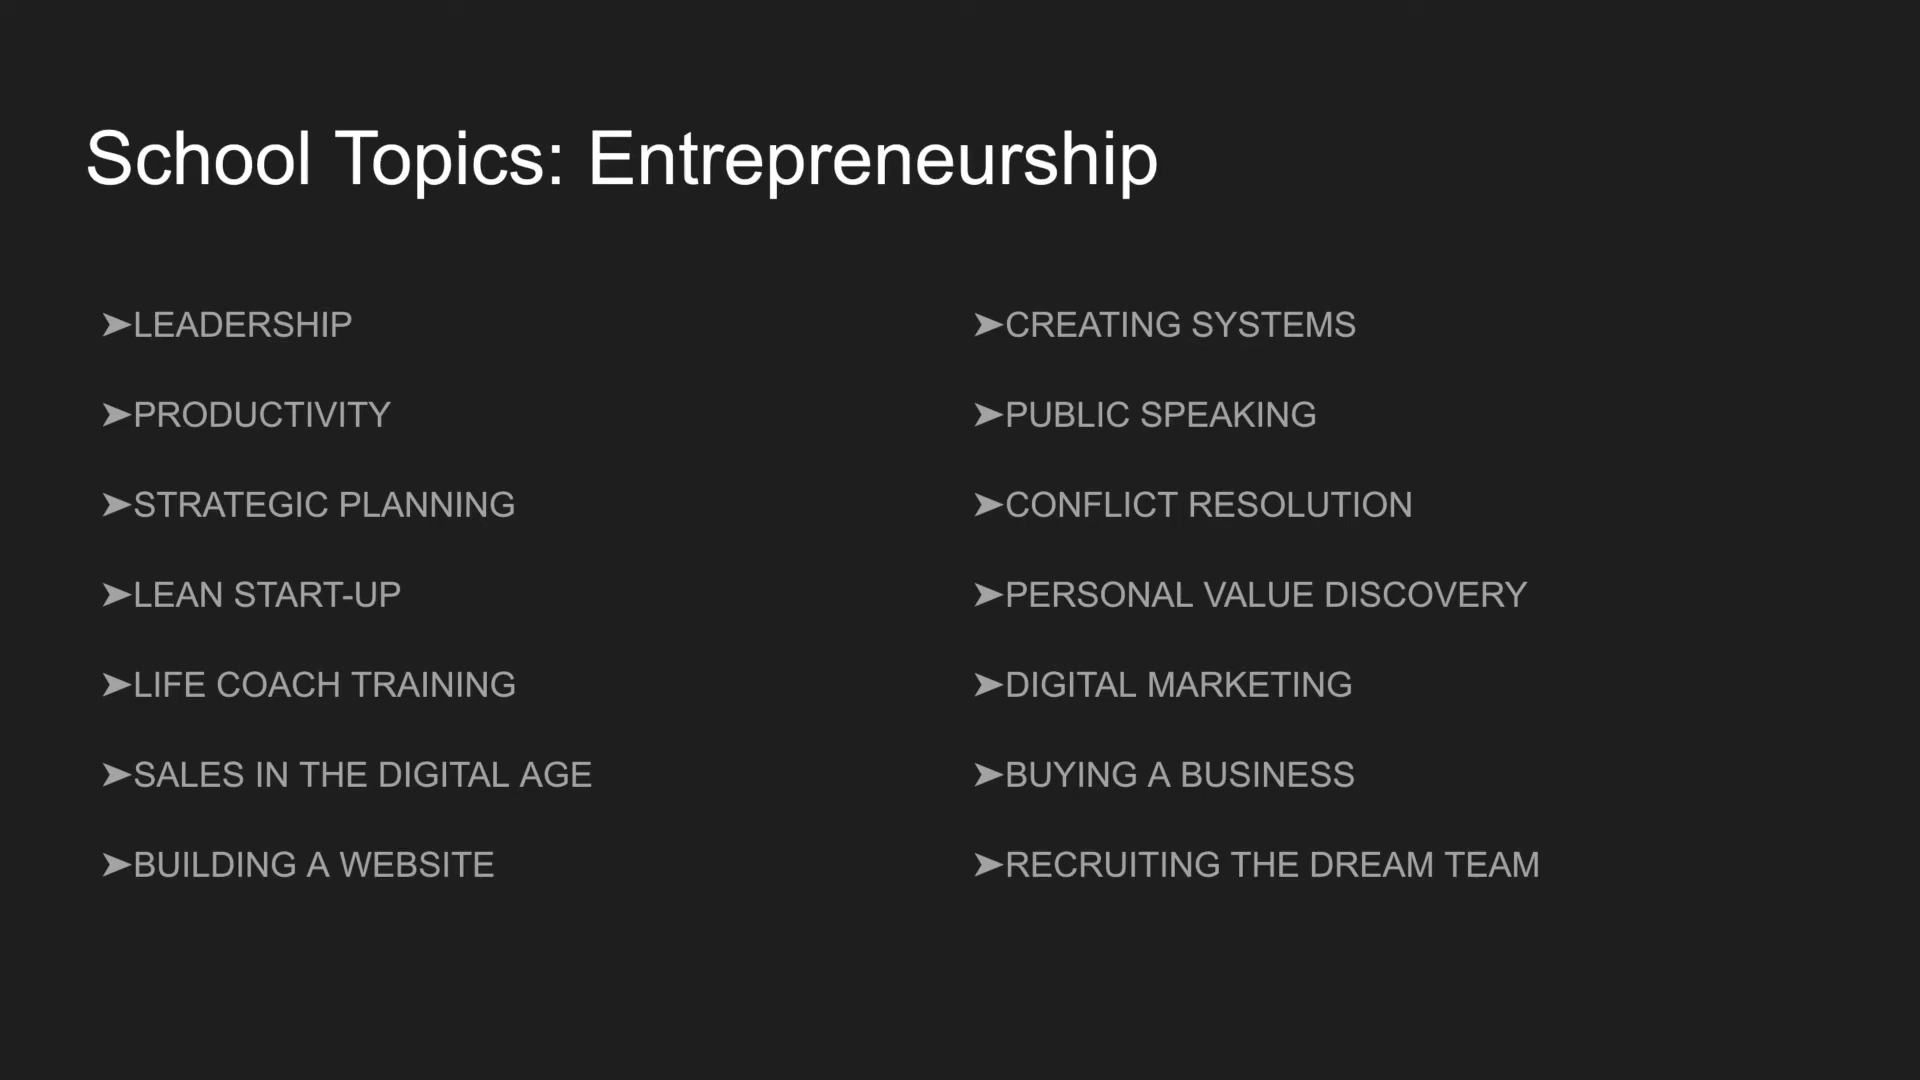 School Topics: Entrepreneurship
➤LEADERSHIP
➤PRODUCTIVITY
➤STRATEGIC PLANNING
➤LEAN START-UP
➤LIFE COACH TRAINING
➤SALES IN THE DIGITAL AGE
➤BUILDING A WEBSITE
➤CREATING SYSTEMS
➤PUBLIC SPEAKING
➤CONFLICT RESOLUTION
➤PERSONAL VALUE DISCOVERY
➤DIGITAL MARKETING
➤BUYING A BUSINESS
➤RECRUITING THE DREAM TEAM